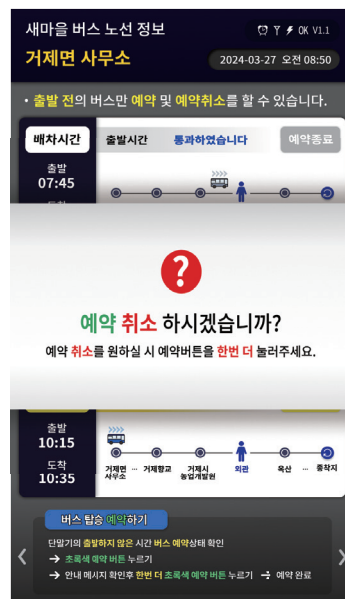 새마을 버스 노선 정보
OK V1.1
거제면 사무소
2024-03-27 오전 08:50
• 출발 전의 버스만 예약 및 예약취소를 할 수 있습니다.
배차시간 출발시간 통과하였습니다 예약종료
출발
07:45
?
예약 취소 하시겠습니까?
예약 취소를 원하실 시 예약버튼을 한번 더 눌러주세요.
출발
10:15
도착
10:35
거제면 사무소 ··· 거제향교 거제시 농업개발원 외관 옥산 ··· 종착지
버스 탑승 예약하기
단말기의 출발하지 않은 시간 버스 예약상태 확인
→ 초록색 예약 버튼 누르기
→ 안내 메시지 확인후 한번 더 초록색 예약 버튼 누르기 → 예약 완료